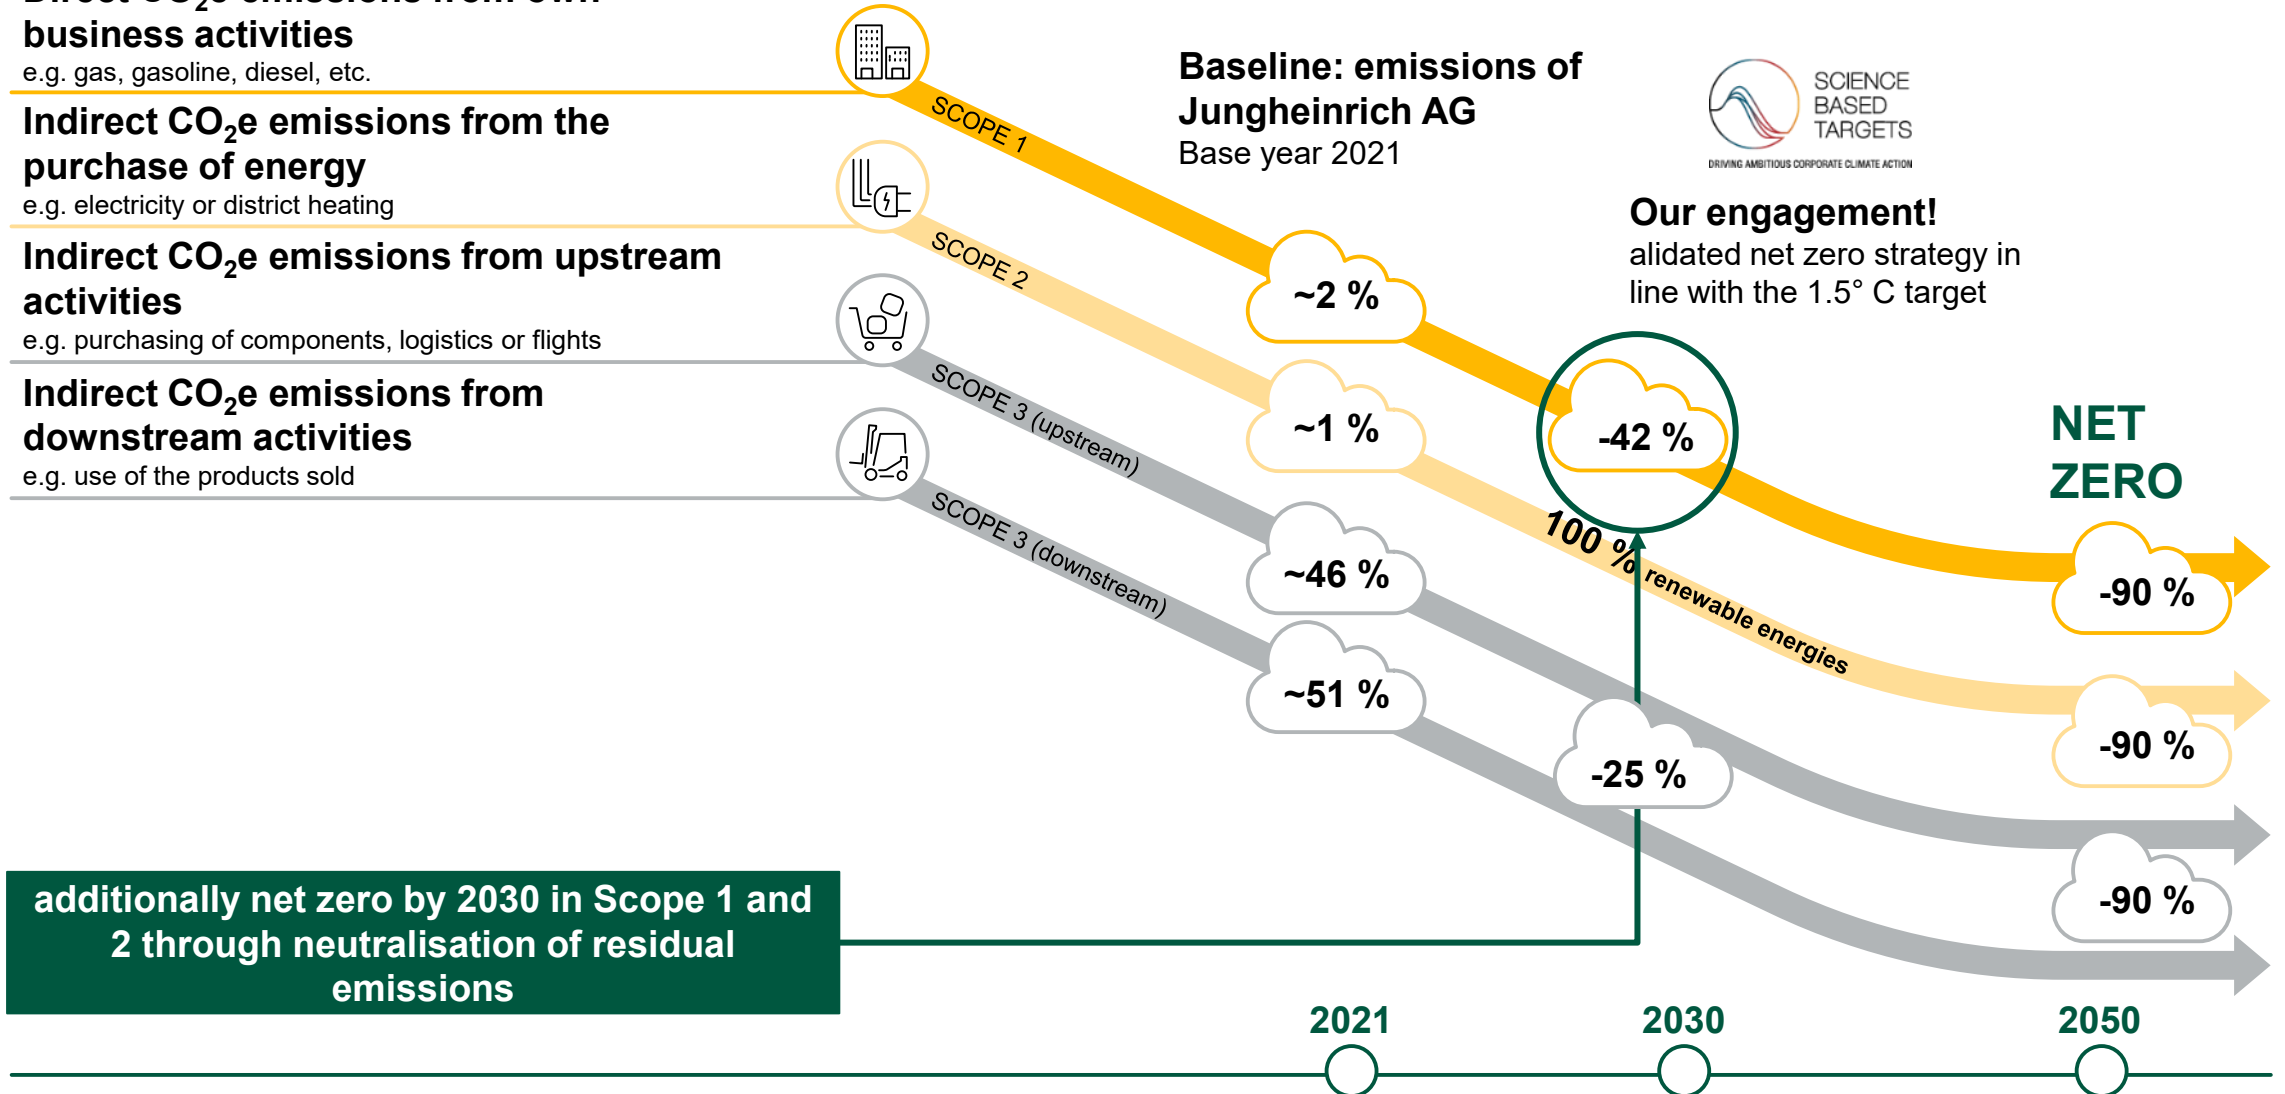 Direct CO₂e emissions from own
business activities
e.g. gas, gasoline, diesel, etc.
Indirect CO₂e emissions from the
purchase of energy
e.g. electricity or district heating
Indirect CO₂e emissions from upstream
activities
e.g. purchasing of components, logistics or flights
Indirect CO₂e emissions from
downstream activities
e.g. use of the products sold
SCOPE 1
SCOPE 2
SCOPE 3 (upstream)
SCOPE 3 (downstream)
Baseline: emissions of
Jungheinrich AG
Base year 2021
SCIENCE
BASED
TARGETS
DRIVING AMBITIOUS CORPORATE CLIMATE ACTION
Our engagement!
alidated net zero strategy in
line with the 1.5° C target
~2 %
~1 %
~46 %
~51 %
-42 %
100 % renewable energies
-25 %
NET
ZERO
-90 %
-90 %
-90 %
additionally net zero by 2030 in Scope 1 and
2 through neutralisation of residual
emissions
2021
2030
2050